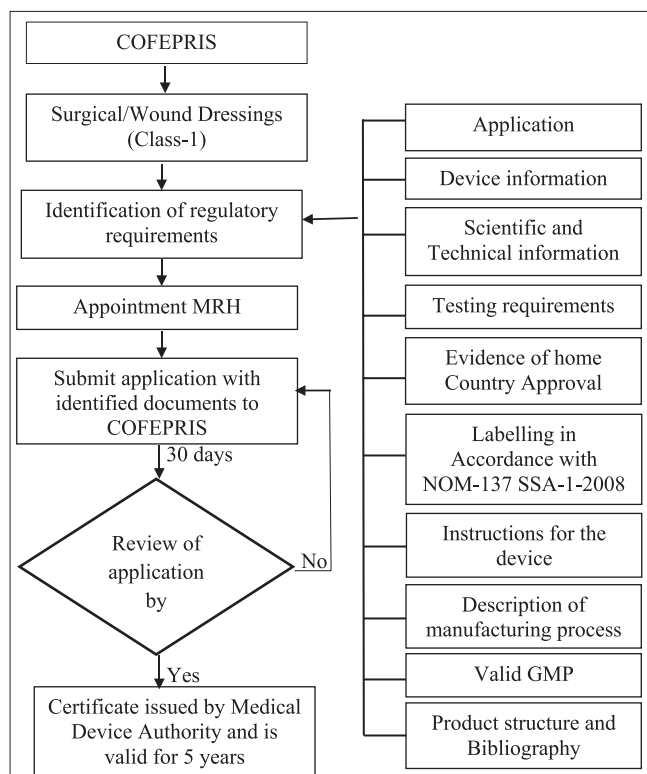 COFEPRIS
Surgical/Wound Dressings
(Class-1)
Identification of regulatory
requirements
Appointment MRH
Submit application with
identified documents to
COFEPRIS
30 days
Review of
application
by
No
Yes
Certificate issued by Medical
Device Authority and is
valid for 5 years
Application
Device information
Scientific and
Technical information
Testing requirements
Evidence of home
Country Approval
Labelling in
Accordance with
NOM-137 SSA-1-2008
Instructions for the
device
Description of
manufacturing process
Valid GMP
Product structure and
Bibliography